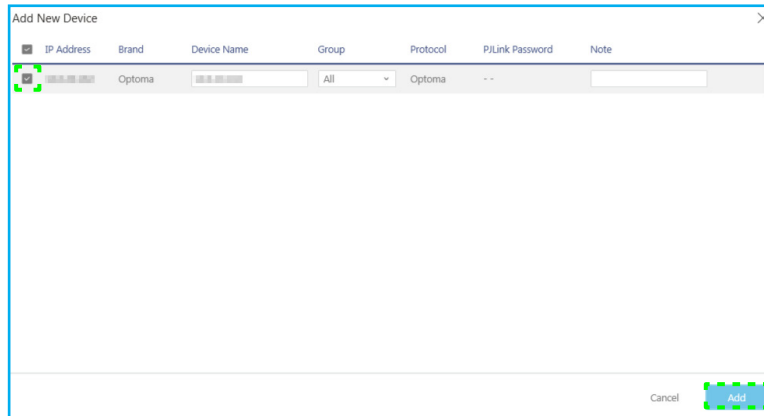 Add New Device
IP Address Brand Device Name Group Protocol PJLink Password Note
Optoma All Optoma - -
Cancel Add